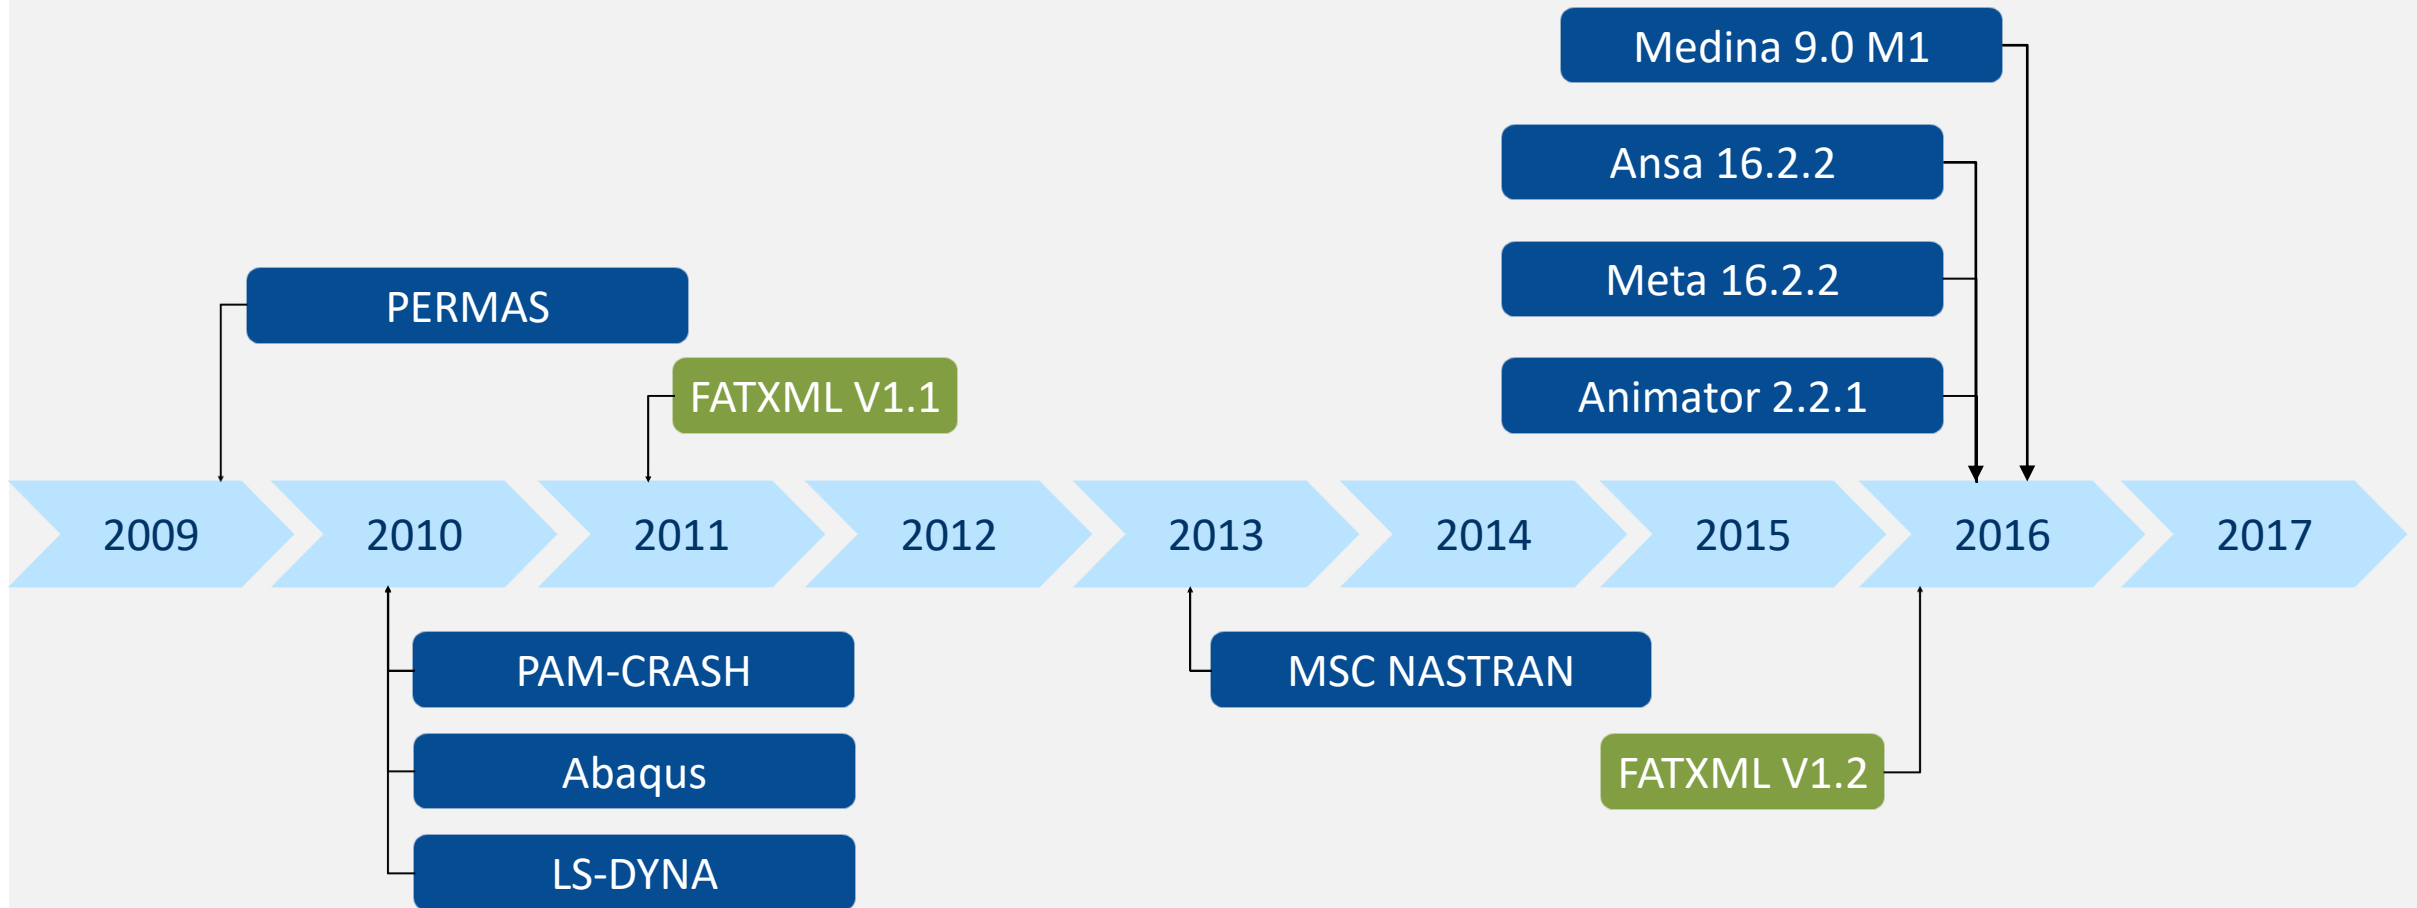 Medina 9.0 M1
Ansa 16.2.2
Meta 16.2.2
PERMAS
FATXML V1.1
Animator 2.2.1
2009
2010
2011
2012
2013
2014
2015
2016
2017
PAM-CRASH
MSC NASTRAN
Abaqus
FATXML V1.2
LS-DYNA